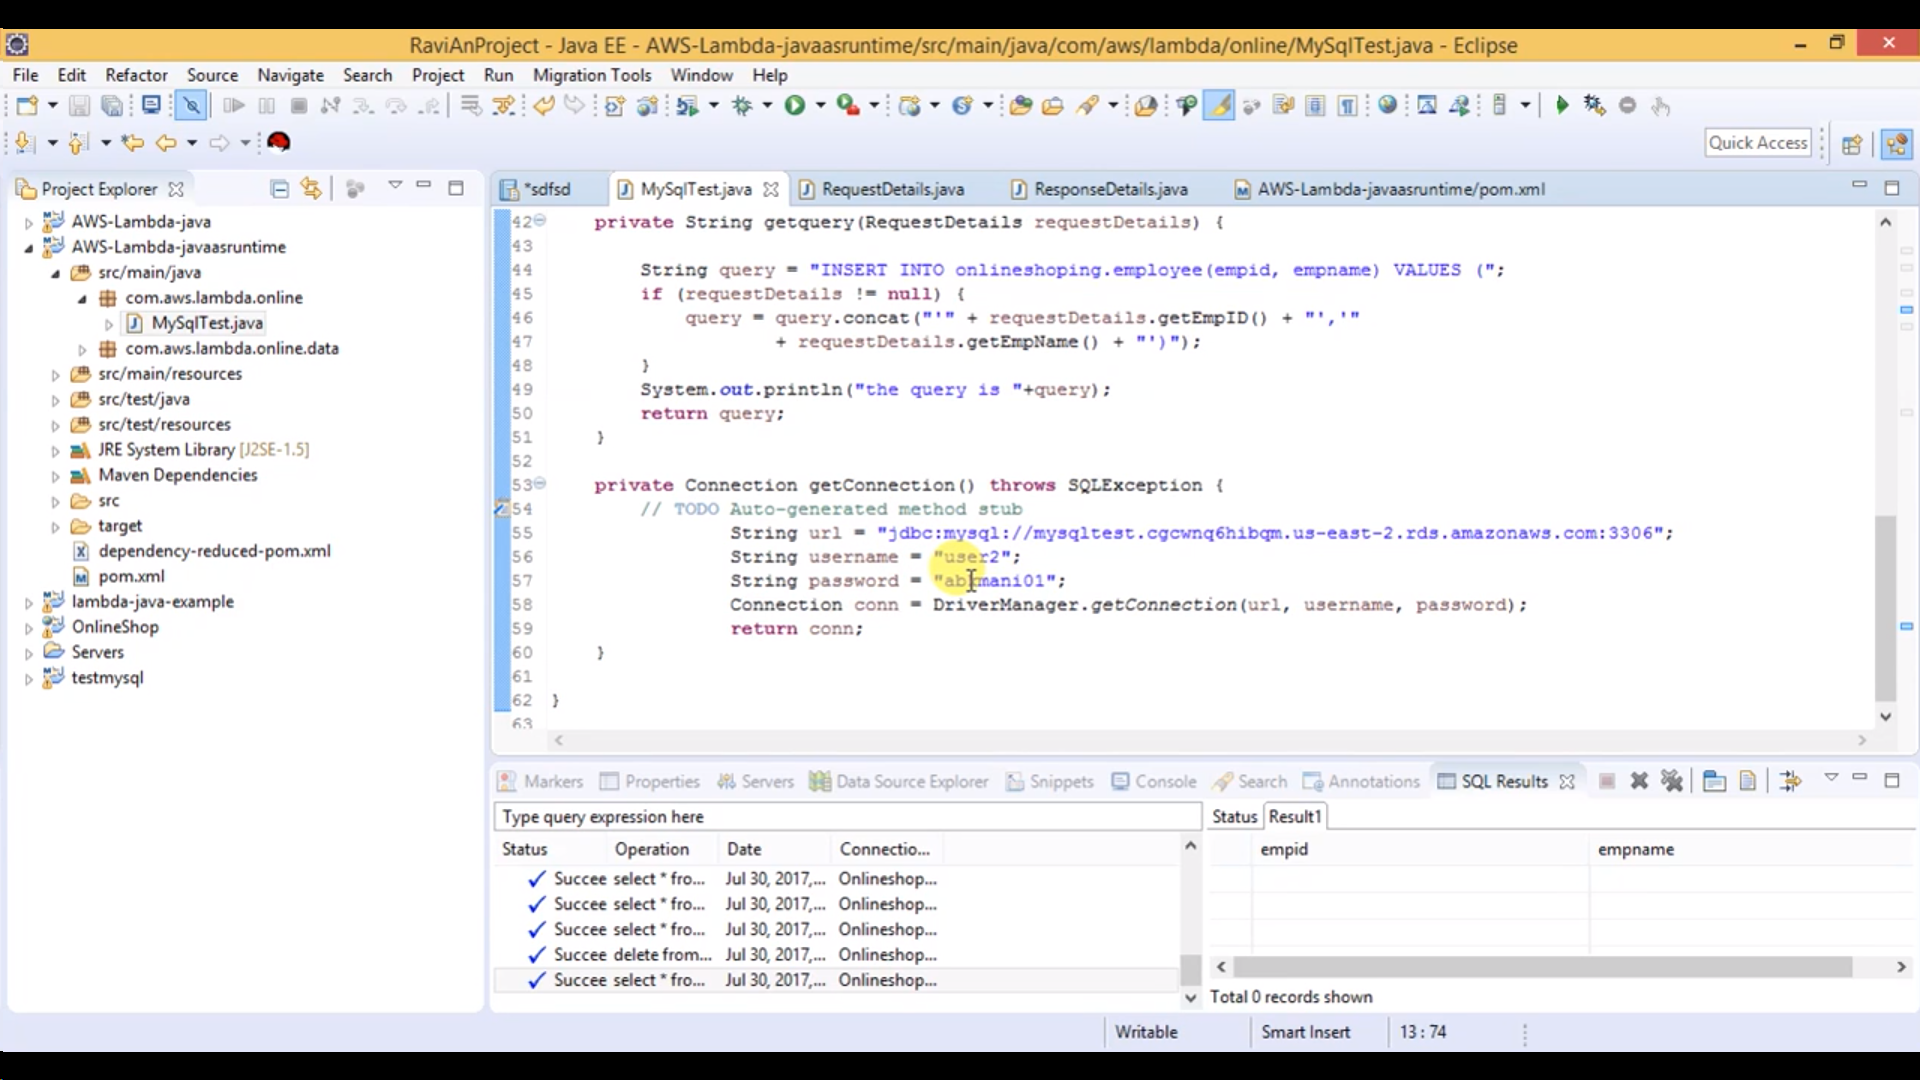 RaviAnProject - Java EE - AWS-Lambda-javaasruntime/src/main/java/com/aws/lambda/online/MySqlTest.java - Eclipse
File Edit Refactor Source Navigate Search Project Run Migration Tools Window Help
Quick Access
Project Explorer
AWS-Lambda-java
AWS-Lambda-javaasruntime
src/main/java
com.aws.lambda.online
MySqlTest.java
com.aws.lambda.online.data
src/main/resources
src/test/java
src/test/resources
JRE System Library [J2SE-1.5]
Maven Dependencies
src
target
dependency-reduced-pom.xml
pom.xml
lambda-java-example
OnlineShop
Servers
testmysql
*sdfsd MySqlTest.java RequestDetails.java ResponseDetails.java AWS-Lambda-javaasruntime/pom.xml
42 private String getquery(RequestDetails requestDetails) {
43
44 String query = "INSERT INTO onlineshoping.employee(empid, empname) VALUES (";
45 if (requestDetails != null) {
46 query = query.concat("'" + requestDetails.getEmpID() + "','"
47 + requestDetails.getEmpName() + "')");
48 }
49 System.out.println("the query is "+query);
50 return query;
51 }
52
53 private Connection getConnection() throws SQLException {
54 // TODO Auto-generated method stub
55 String url = "jdbc:mysql://mysqltest.cgcwnq6hibqm.us-east-2.rds.amazonaws.com:3306";
56 String username = "user2";
57 String password =
58 Connection conn = DriverManager.getConnection(url, username, password);
59 return conn;
60 }
61
62 }
63
Markers Properties Servers Data Source Explorer Snippets Console Search Annotations SQL Results
Type query expression here
Status Operation Date Connectio...
Succee select * fro... Jul 30, 2017,... Onlineshop...
Succee select * fro... Jul 30, 2017,... Onlineshop...
Succee select * fro... Jul 30, 2017,... Onlineshop...
Succee delete from... Jul 30, 2017,... Onlineshop...
Succee select * fro... Jul 30, 2017,... Onlineshop...
Status Result1
empid empname
Total 0 records shown
Writable Smart Insert 13 : 74